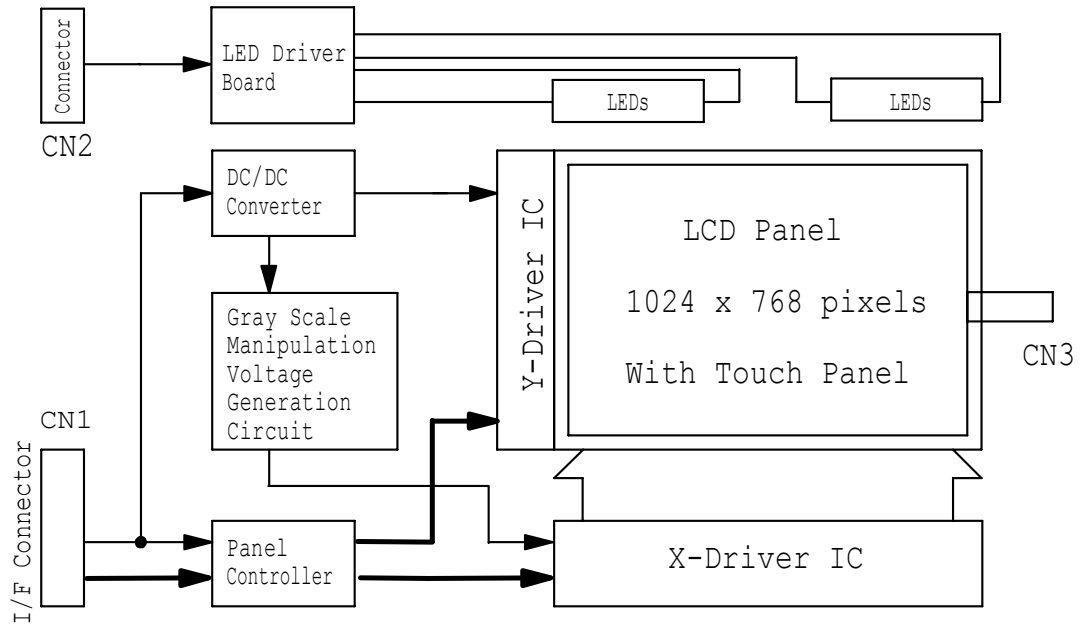 Connector
CN2
LED Driver
Board
LEDs
LEDs
DC/DC
Converter
Y-Driver IC
LCD Panel
1024 x 768 pixels
With Touch Panel
CN3
Gray Scale
Manipulation
Voltage
Generation
Circuit
CN1
I/F Connector
Panel
Controller
X-Driver IC